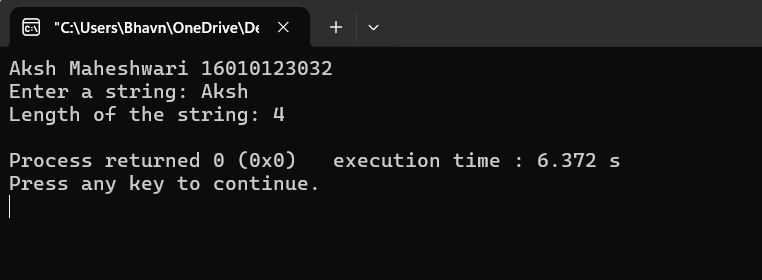 "C:\Users\Bhavn\OneDrive\De
Aksh Maheshwari 16010123032
Enter a string: Aksh
Length of the string: 4
Process returned 0 (0x0)   execution time : 6.372 s
Press any key to continue.